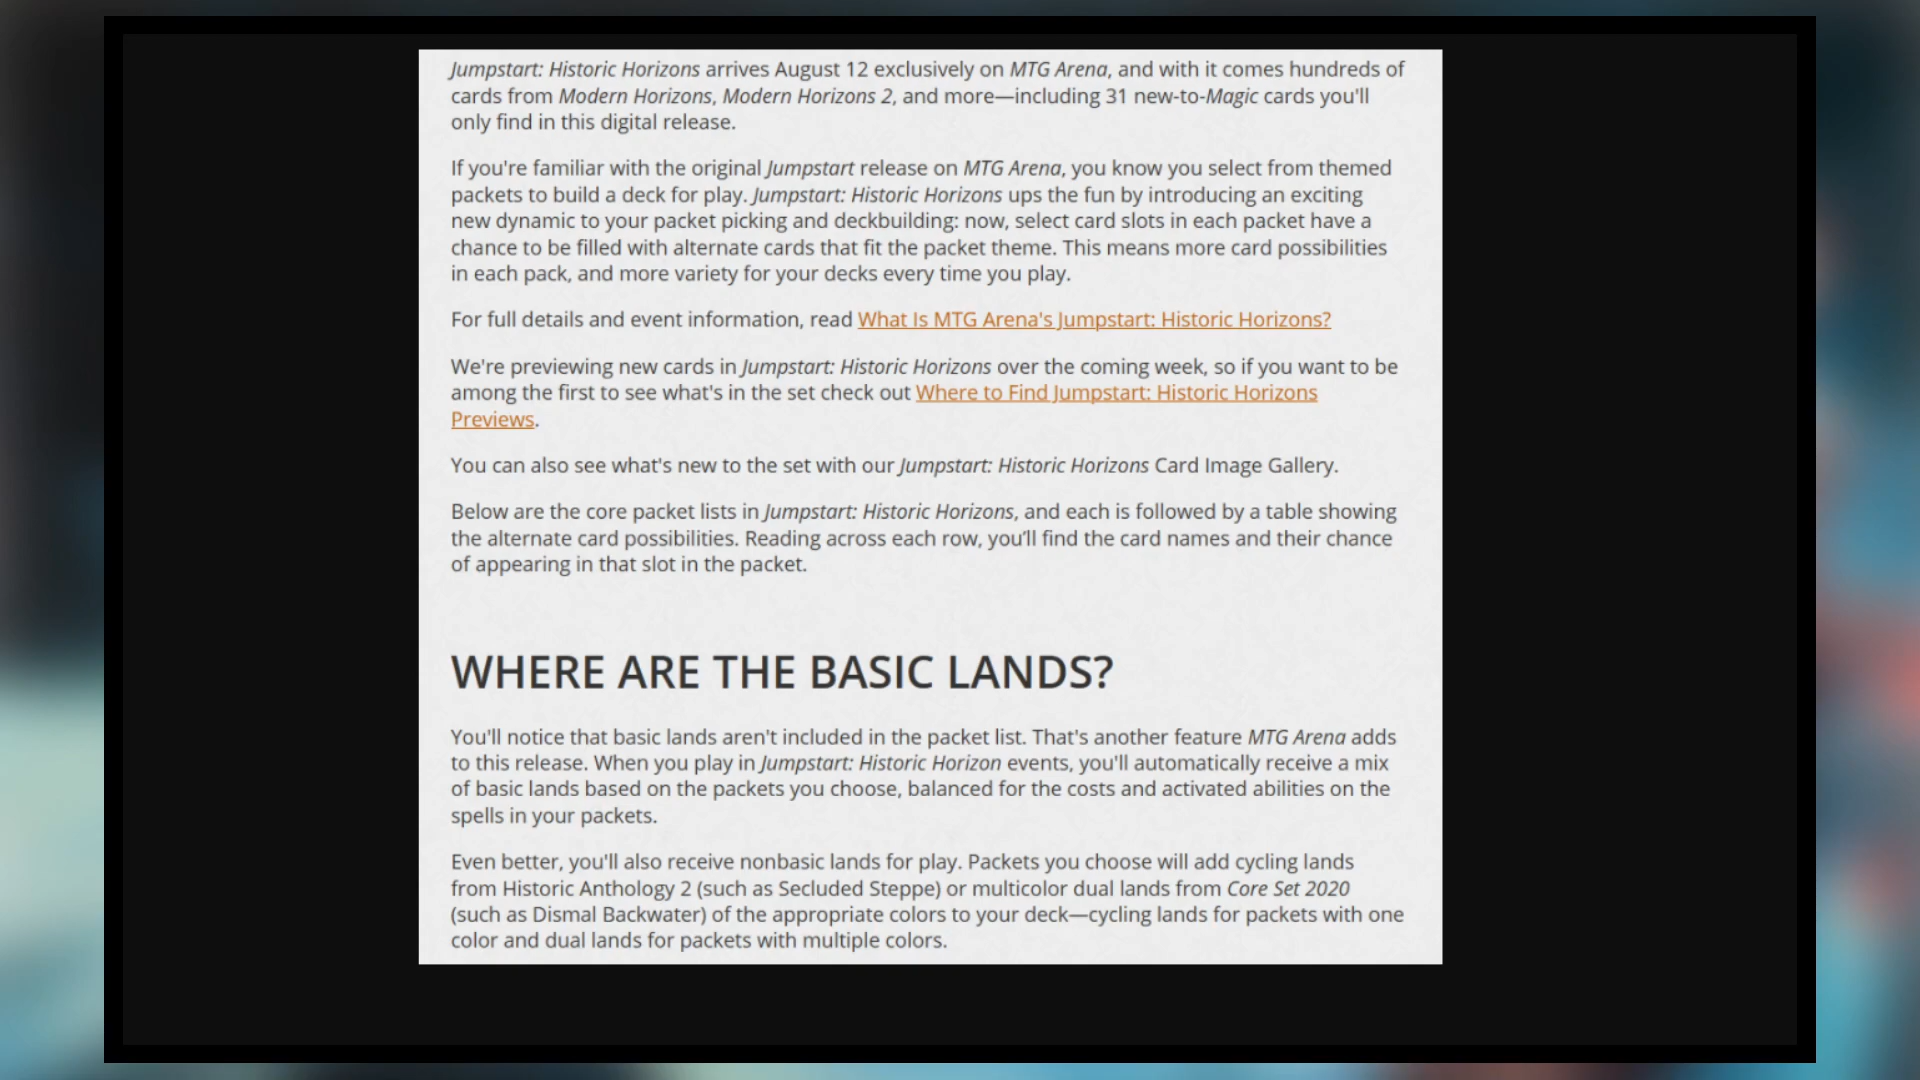 Jumpstart: Historic Horizons arrives August 12 exclusively on MTG Arena, and with it comes hundreds of
cards from Modern Horizons, Modern Horizons 2, and more—including 31 new-to-Magic cards you'll
only find in this digital release.
If you're familiar with the original Jumpstart release on MTG Arena, you know you select from themed
packets to build a deck for play. Jumpstart: Historic Horizons ups the fun by introducing an exciting
new dynamic to your packet picking and deckbuilding: now, select card slots in each packet have a
chance to be filled with alternate cards that fit the packet theme. This means more card possibilities
in each pack, and more variety for your decks every time you play.
For full details and event information, read What Is MTG Arena's Jumpstart: Historic Horizons?
We're previewing new cards in Jumpstart: Historic Horizons over the coming week, so if you want to be
among the first to see what's in the set check out Where to Find Jumpstart: Historic Horizons
Previews.
You can also see what's new to the set with our Jumpstart: Historic Horizons Card Image Gallery.
Below are the core packet lists in Jumpstart: Historic Horizons, and each is followed by a table showing
the alternate card possibilities. Reading across each row, you'll find the card names and their chance
of appearing in that slot in the packet.
WHERE ARE THE BASIC LANDS?
You'll notice that basic lands aren't included in the packet list. That's another feature MTG Arena adds
to this release. When you play in Jumpstart: Historic Horizon events, you'll automatically receive a mix
of basic lands based on the packets you choose, balanced for the costs and activated abilities on the
spells in your packets.
Even better, you'll also receive nonbasic lands for play. Packets you choose will add cycling lands
from Historic Anthology 2 (such as Secluded Steppe) or multicolor dual lands from Core Set 2020
(such as Dismal Backwater) of the appropriate colors to your deck—cycling lands for packets with one
color and dual lands for packets with multiple colors.